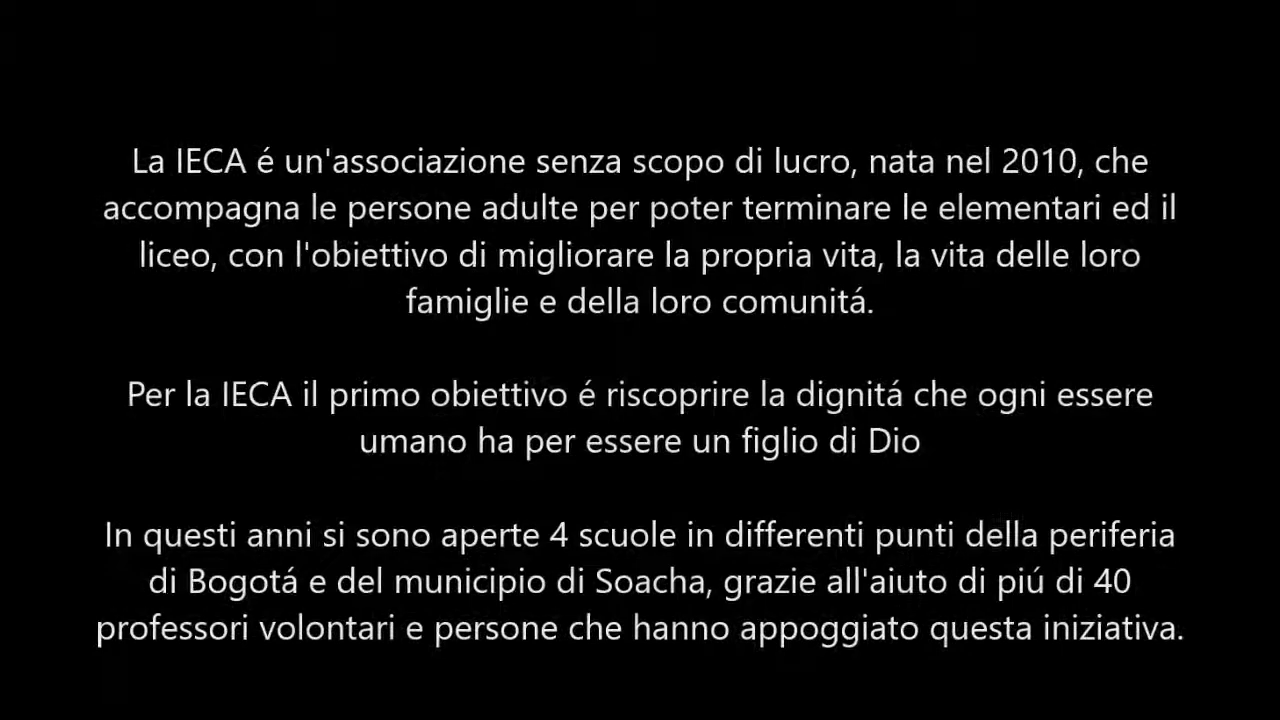 La IECA é un'associazione senza scopo di lucro, nata nel 2010, che
accompagna le persone adulte per poter terminare le elementari ed il
liceo, con l'obiettivo di migliorare la propria vita, la vita delle loro
famiglie e della loro comunitá.
Per la IECA il primo obiettivo é riscoprire la dignitá che ogni essere
umano ha per essere un figlio di Dio
In questi anni si sono aperte 4 scuole in differenti punti della periferia
di Bogotá e del municipio di Soacha, grazie all'aiuto di piú di 40
professori volontari e persone che hanno appoggiato questa iniziativa.